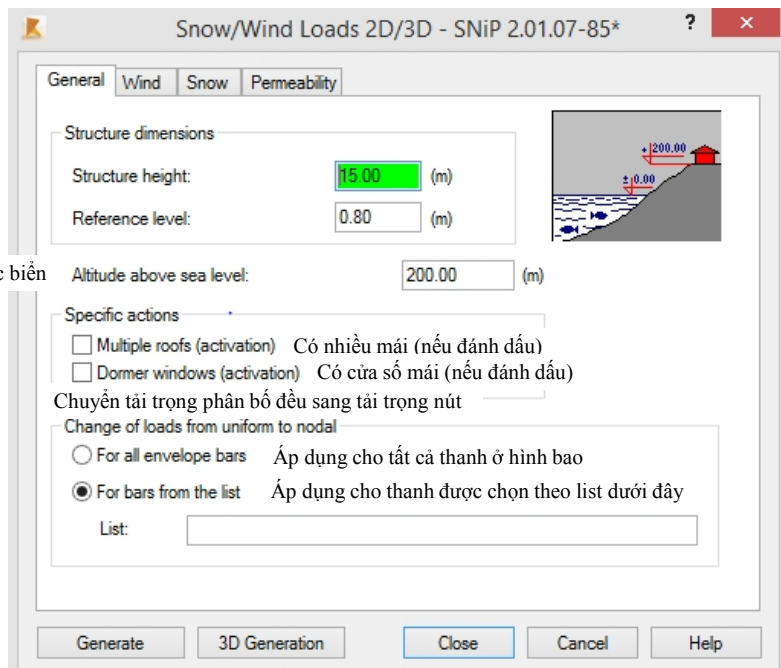 Snow/Wind Loads 2D/3D - SNiP 2.01.07-85* ? ×
General Wind Snow Permeability
Structure dimensions
Structure height: 15.00 (m)
Reference level: 0.80 (m)
+200.00
±0.00
biển Altitude above sea level: 200.00 (m)
Specific actions
Multiple roofs (activation) Có nhiều mái (nếu đánh dấu)
Dormer windows (activation) Có cửa số mái (nếu đánh dấu)
Chuyển tải trọng phân bố đều sang tải trọng nút
Change of loads from uniform to nodal
For all envelope bars Áp dụng cho tất cả thanh ở hình bao
For bars from the list Áp dụng cho thanh được chọn theo list dưới đây
List:
Generate 3D Generation Close Cancel Help